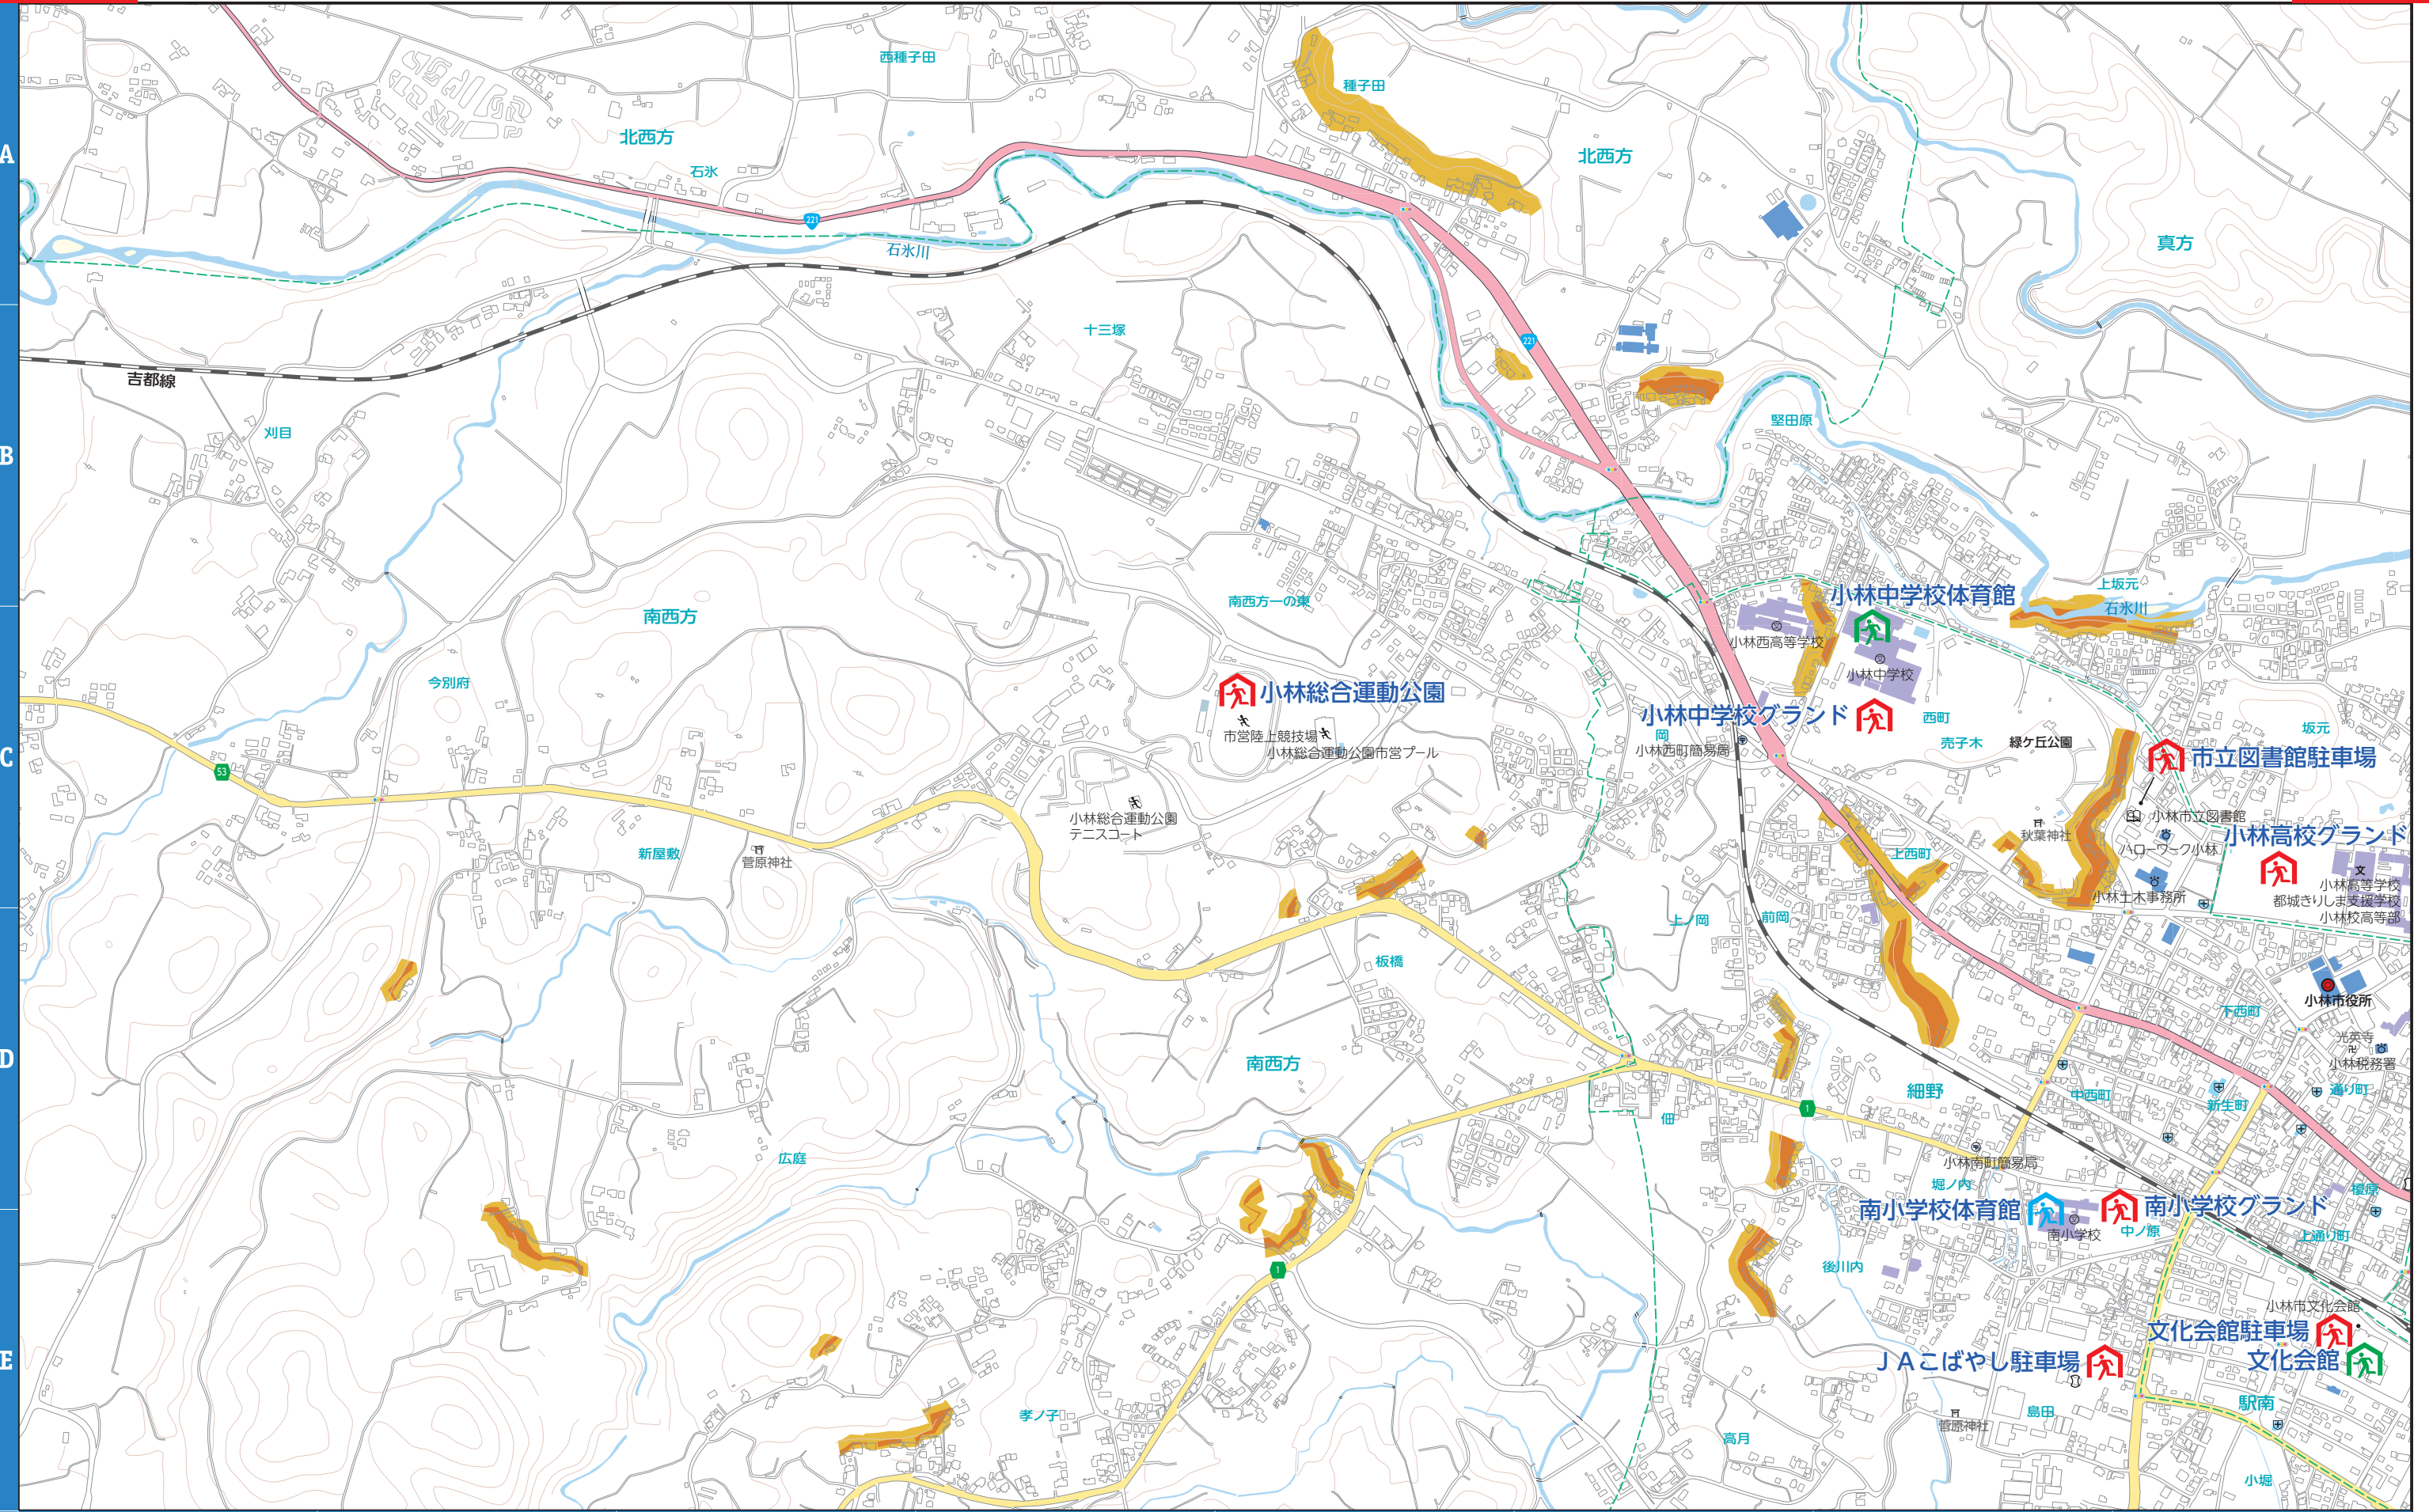 A
B
C
D
E
西種子田
種子田
北西方
石氷
北西方
真方
221
石氷川
十三塚
221
吉都線
刈目
堅田原
上坂元
石氷川
小林中学校体育館
南西方一の東
南西方
小林西高等学校
小林中学校
今別府
小林総合運動公園
小林中学校グランド
西町
坂元
岡
市営陸上競技場
小林西町簡易局
売子木
緑ケ丘公園
小林総合運動公園市営プール
市立図書館駐車場
53
小林総合運動公園
テニスコート
小林市立図書館
秋葉神社
小林高校グランド
ハローワーク小林
新屋敷
菅原神社
上西町
小林高等学校
小林土木事務所
都城きりしま支援学校
小林校高等部
上ノ岡
前岡
板橋
小林市役所
下西町
光英寺
小林税務署
南西方
細野
中西町
通り町
1
新生町
佃
広庭
小林南町簡易局
堀ノ内
榎原
南小学校体育館
南小学校グランド
南小学校
中ノ原
上通り町
1
後川内
小林市文化会館
文化会館駐車場
ＪＡこばやし駐車場
文化会館
駅南
孝ノ子
島田
菅原神社
高月
小堀